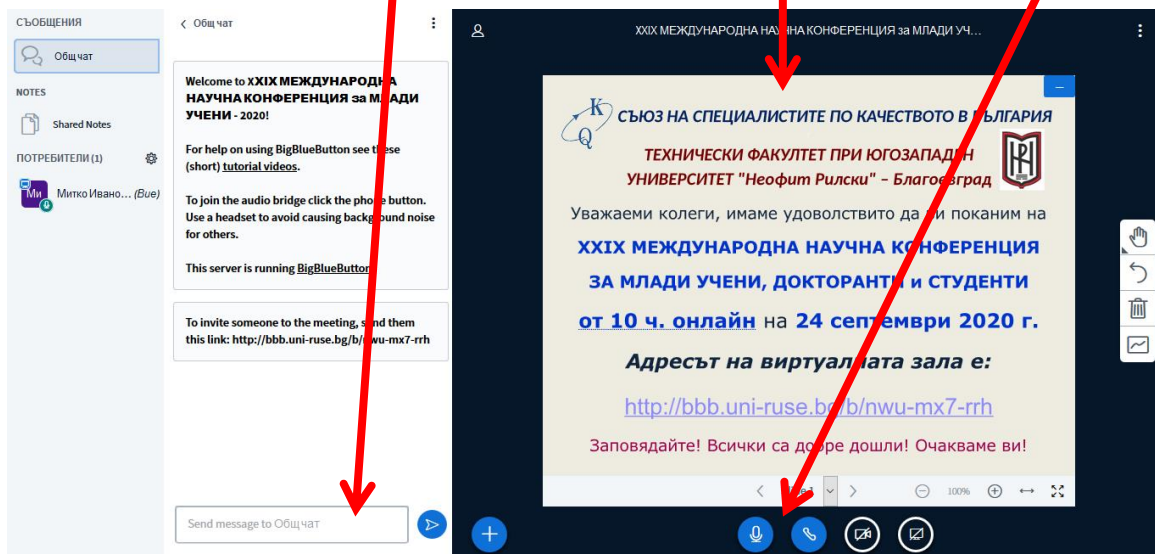 СЪОБЩЕНИЯ
Общ чат
NOTES
Shared Notes
ПОТРЕБИТЕЛИ (1)
Ми
Митко Ивано... (Вие)
Общ чат
Welcome to XXIX МЕЖДУНАРОДНА
НАУЧНА КОНФЕРЕНЦИЯ за МЛАДИ
УЧЕНИ - 2020!
For help on using BigBlueButton see these
(short) tutorial videos.
To join the audio bridge click the phone button.
Use a headset to avoid causing background noise
for others.
This server is running BigBlueButton
To invite someone to the meeting, send them
this link: http://bbb.uni-ruse.bg/b/nwu-mx7-rrh
Send message to Общ чат
XXIX МЕЖДУНАРОДНА НАУЧНА КОНФЕРЕНЦИЯ за МЛАДИ УЧ...
K
Q
СЪЮЗ НА СПЕЦИАЛИСТИТЕ ПО КАЧЕСТВОТО В БЪЛГАРИЯ
ТЕХНИЧЕСКИ ФАКУЛТЕТ ПРИ ЮГОЗАПАДЕН
УНИВЕРСИТЕТ "Неофит Рилски" – Благоевград
Уважаеми колеги, имаме удоволствието да ви поканим на
XXIX МЕЖДУНАРОДНА НАУЧНА КОНФЕРЕНЦИЯ
ЗА МЛАДИ УЧЕНИ, ДОКТОРАНТИ и СТУДЕНТИ
от 10 ч. онлайн на 24 септември 2020 г.
Адресът на виртуалната зала е:
http://bbb.uni-ruse.bg/b/nwu-mx7-rrh
Заповядайте! Всички са добре дошли! Очакваме ви!
100%